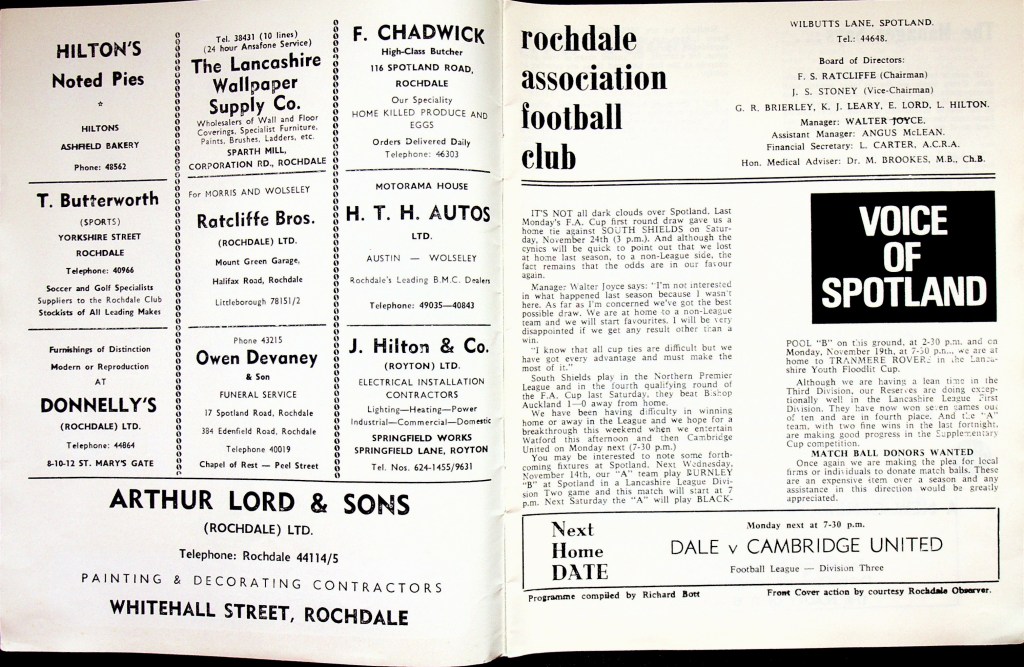 HILTON'S
Noted Pies
*
HILTONS
ASHFIELD BAKERY
Phone: 48562
T. Butterworth
(SPORTS)
YORKSHIRE STREET
ROCHDALE
Telephone: 40966
Soccer and Golf Specialists
Suppliers to the Rochdale Club
Stockists of All Leading Makes
Furnishings of Distinction
Modern or Reproduction
AT
DONNELLY'S
(ROCHDALE) LTD.
Telephone: 44864
8-10-12 ST. MARY'S GATE
Tel. 38431 (10 lines)
(24 hour Ansafone Service)
The Lancashire
Wallpaper
Supply Co.
Wholesalers of Wall and Floor
Coverings, Specialist Furniture,
Paints, Brushes, Ladders, etc.
SPARTH MILL,
CORPORATION RD., ROCHDALE
For MORRIS AND WOLSELEY
Ratcliffe Bros.
(ROCHDALE) LTD.
Mount Green Garage,
Halifax Road, Rochdale
Littleborough 78151/2
Phone 43215
Owen Devaney
& Son
FUNERAL SERVICE
17 Spotland Road, Rochdale
384 Edenfield Road, Rochdale
Telephone 40019
Chapel of Rest — Peel Street
F. CHADWICK
High-Class Butcher
116 SPOTLAND ROAD,
ROCHDALE
Our Speciality
HOME KILLED PRODUCE AND
EGGS
Orders Delivered Daily
Telephone: 46303
MOTORAMA HOUSE
H. T. H. AUTOS
LTD.
AUSTIN — WOLSELEY
Rochdale's Leading B.M.C. Dealers
Telephone: 49035—40843
J. Hilton & Co.
(ROYTON) LTD.
ELECTRICAL INSTALLATION
CONTRACTORS
Lighting—Heating—Power
Industrial—Commercial—Domestic
SPRINGFIELD WORKS
SPRINGFIELD LANE, ROYTON
Tel. Nos. 624-1455/9631
ARTHUR LORD & SONS
(ROCHDALE) LTD.
Telephone: Rochdale 44114/5
PAINTING & DECORATING CONTRACTORS
WHITEHALL STREET, ROCHDALE
rochdale
association
football
club
WILBUTTS LANE, SPOTLAND.
Tel.: 44648.
Board of Directors:
F. S. RATCLIFFE (Chairman)
J. S. STONEY (Vice-Chairman)
G. R. BRIERLEY, K. J. LEARY, E. LORD, L. HILTON.
Manager: WALTER JOYCE.
Assistant Manager: ANGUS McLEAN.
Financial Secretary: L. CARTER, A.C.R.A.
Hon. Medical Adviser: Dr. M. BROOKES, M.B., Ch.B.
IT'S NOT all dark clouds over Spotland. Last
Monday's F.A. Cup first round draw gave us a
home tie against SOUTH SHIELDS on Satur-
day, November 24th (3 p.m.). And although the
cynics will be quick to point out that we lost
at home last season, to a non-League side, the
fact remains that the odds are in our favour
again.
Manager Walter Joyce says: "I'm not interested
in what happened last season because I wasn't
here. As far as I'm concerned we've got the best
possible draw. We are at home to a non-League
team and we will start favourites. I will be very
disappointed if we get any result other than a
win.
"I know that all cup ties are difficult but we
have got every advantage and must make the
most of it."
South Shields play in the Northern Premier
League and in the fourth qualifying round of
the F.A. Cup last Saturday, they beat Bishop
Auckland 1—0 away from home.
We have been having difficulty in winning
home or away in the League and we hope for a
breakthrough this weekend when we entertain
Watford this afternoon and then Cambridge
United on Monday next (7-30 p.m.)
You may be interested to note some forth-
coming fixtures at Spotland. Next Wednesday,
November 14th, our "A" team play BURNLEY
"B" at Spotland in a Lancashire League Divi-
sion Two game and this match will start at 7
p.m. Next Saturday the "A" will play BLACK-
VOICE
OF
SPOTLAND
POOL "B" on this ground, at 2-30 p.m. and on
Monday, November 19th, at 7-30 p.m., we are at
home to TRANMERE ROVERS in the Lanca-
shire Youth Floodlit Cup.
Although we are having a lean time in the
Third Division, our Reserves are doing excep-
tionally well in the Lancashire League First
Division. They have now won seven games out
of ten and are in fourth place. And the "A"
team, with two fine wins in the last fortnight,
are making good progress in the Supplementary
Cup competition.
MATCH BALL DONORS WANTED
Once again we are making the plea for local
firms or individuals to donate match balls. These
are an expensive item over a season and any
assistance in this direction would be greatly
appreciated.
Next
Home
DATE
Monday next at 7-30 p.m.
DALE v CAMBRIDGE UNITED
Football League — Division Three
Programme compiled by Richard Bott
Front Cover action by courtesy Rochdale Observer.